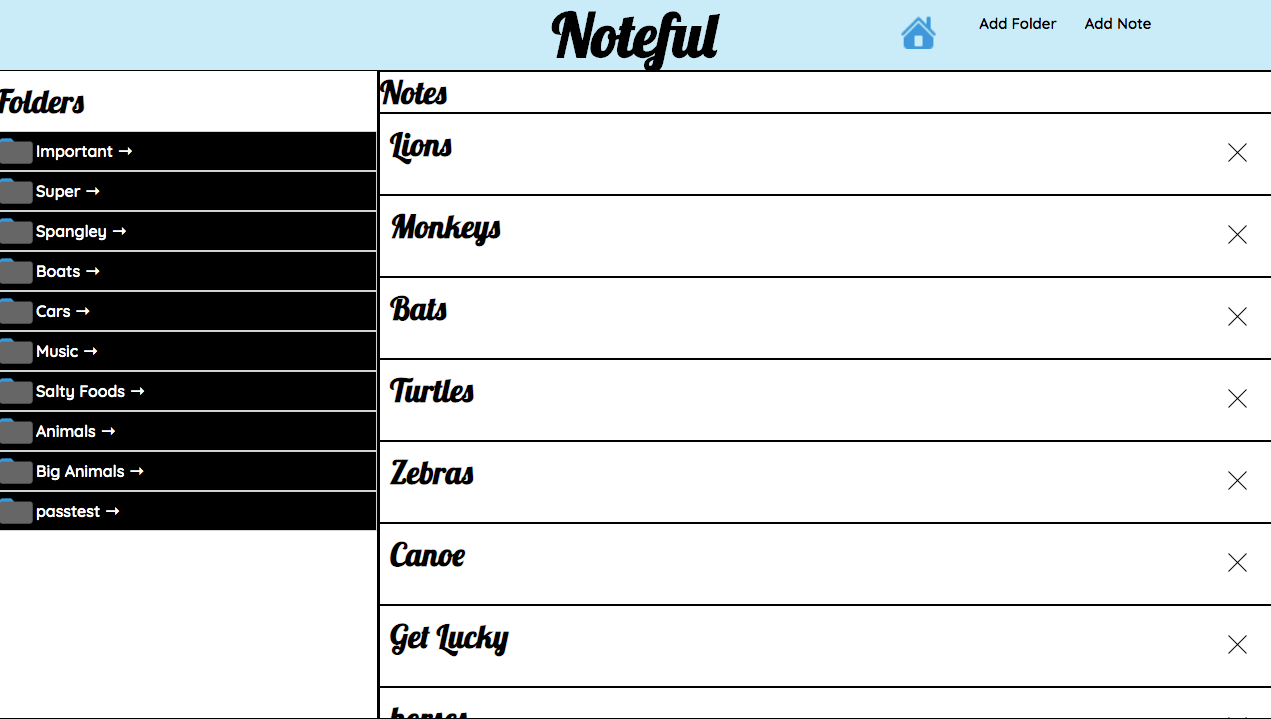 Noteful
Add Folder Add Note
Folders
Important →
Super →
Spangley →
Boats →
Cars →
Music →
Salty Foods →
Animals →
Big Animals →
passtest →
Notes
Lions
Monkeys
Bats
Turtles
Zebras
Canoe
Get Lucky
horses